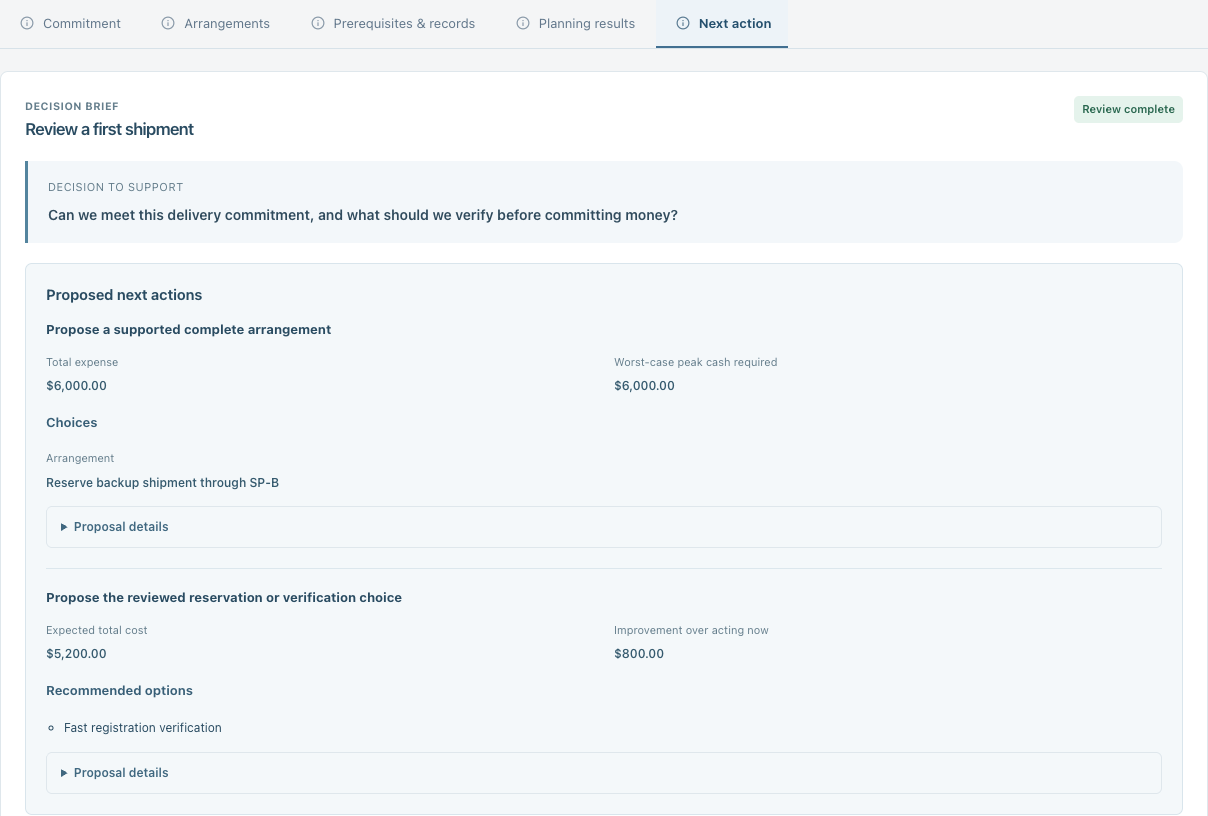 Commitment
Arrangements
Prerequisites & records
Planning results
Next action
DECISION BRIEF
Review a first shipment
Review complete
DECISION TO SUPPORT
Can we meet this delivery commitment, and what should we verify before committing money?
Proposed next actions
Propose a supported complete arrangement
Total expense
$6,000.00
Worst-case peak cash required
$6,000.00
Choices
Arrangement
Reserve backup shipment through SP-B
Proposal details
Propose the reviewed reservation or verification choice
Expected total cost
$5,200.00
Improvement over acting now
$800.00
Recommended options
Fast registration verification
Proposal details